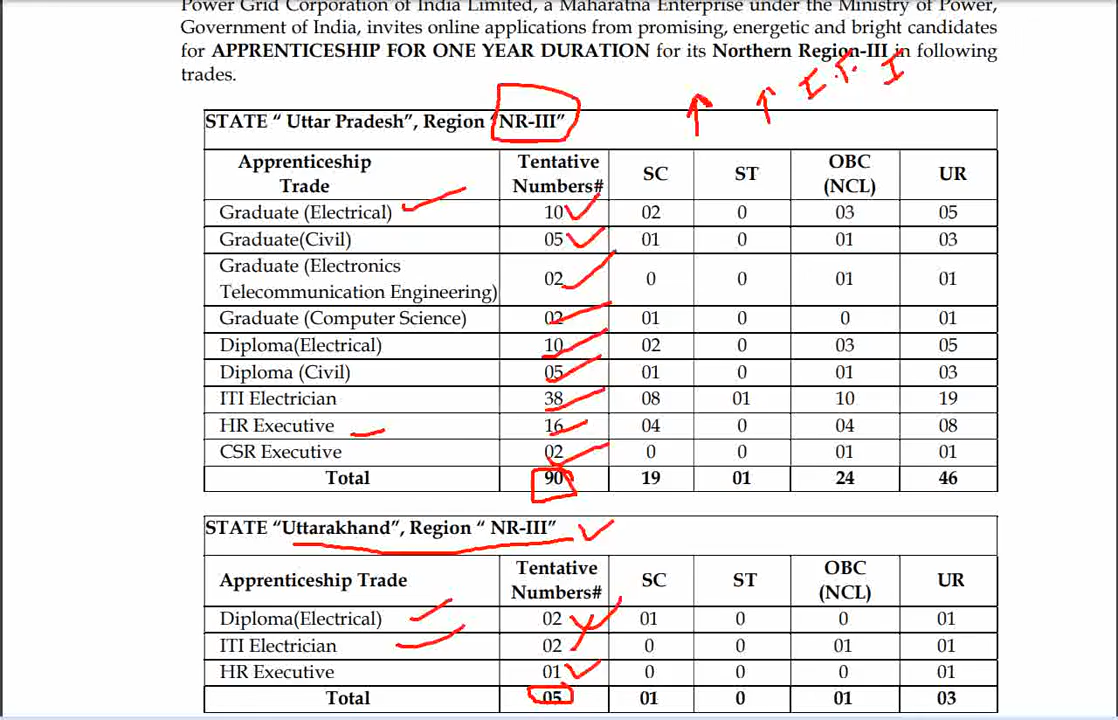 Power Grid Corporation of India Limited, a Maharatna Enterprise under the Ministry of Power,
Government of India, invites online applications from promising, energetic and bright candidates
for APPRENTICESHIP FOR ONE YEAR DURATION for its Northern Region-III in following
trades.
I.T. I
STATE “ Uttar Pradesh”, Region “NR-III”
Apprenticeship Trade Tentative Numbers# SC ST OBC (NCL) UR
Graduate (Electrical) 10 02 0 03 05
Graduate(Civil) 05 01 0 01 03
Graduate (Electronics
Telecommunication Engineering) 02 0 0 01 01
Graduate (Computer Science) 02 01 0 0 01
Diploma(Electrical) 10 02 0 03 05
Diploma (Civil) 05 01 0 01 03
ITI Electrician 38 08 01 10 19
HR Executive 16 04 0 04 08
CSR Executive 02 0 0 01 01
Total 90 19 01 24 46
STATE “Uttarakhand”, Region “ NR-III”
Apprenticeship Trade Tentative Numbers# SC ST OBC (NCL) UR
Diploma(Electrical) 02 01 0 0 01
ITI Electrician 02 0 0 01 01
HR Executive 01 0 0 0 01
Total 05 01 0 01 03